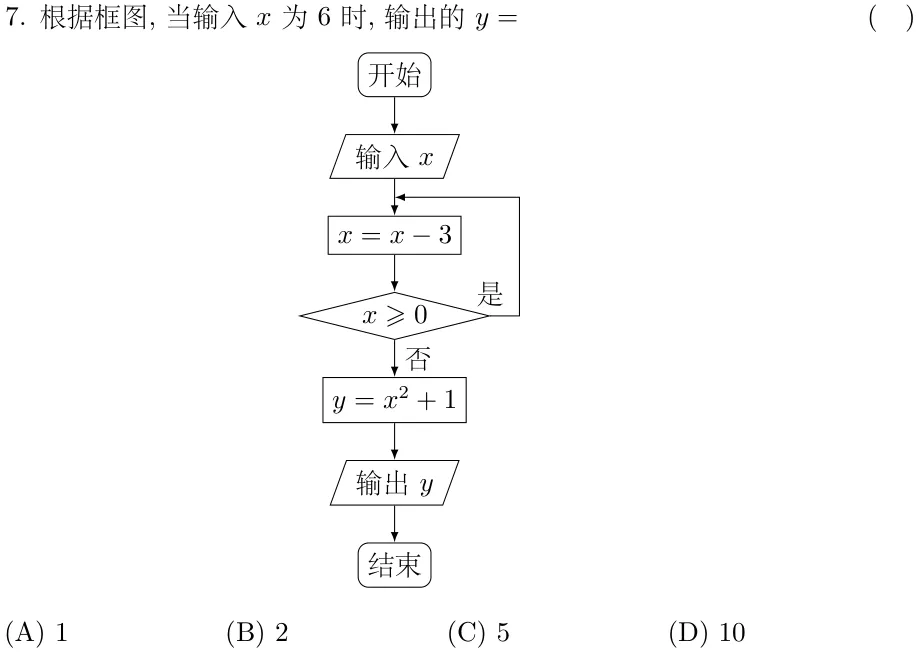 7. 根据框图, 当输入 x 为 6 时, 输出的 y = ( )
开始
输入 x
x = x − 3
x ⩾ 0
是
否
y = x² + 1
输出 y
结束
(A) 1 (B) 2 (C) 5 (D) 10